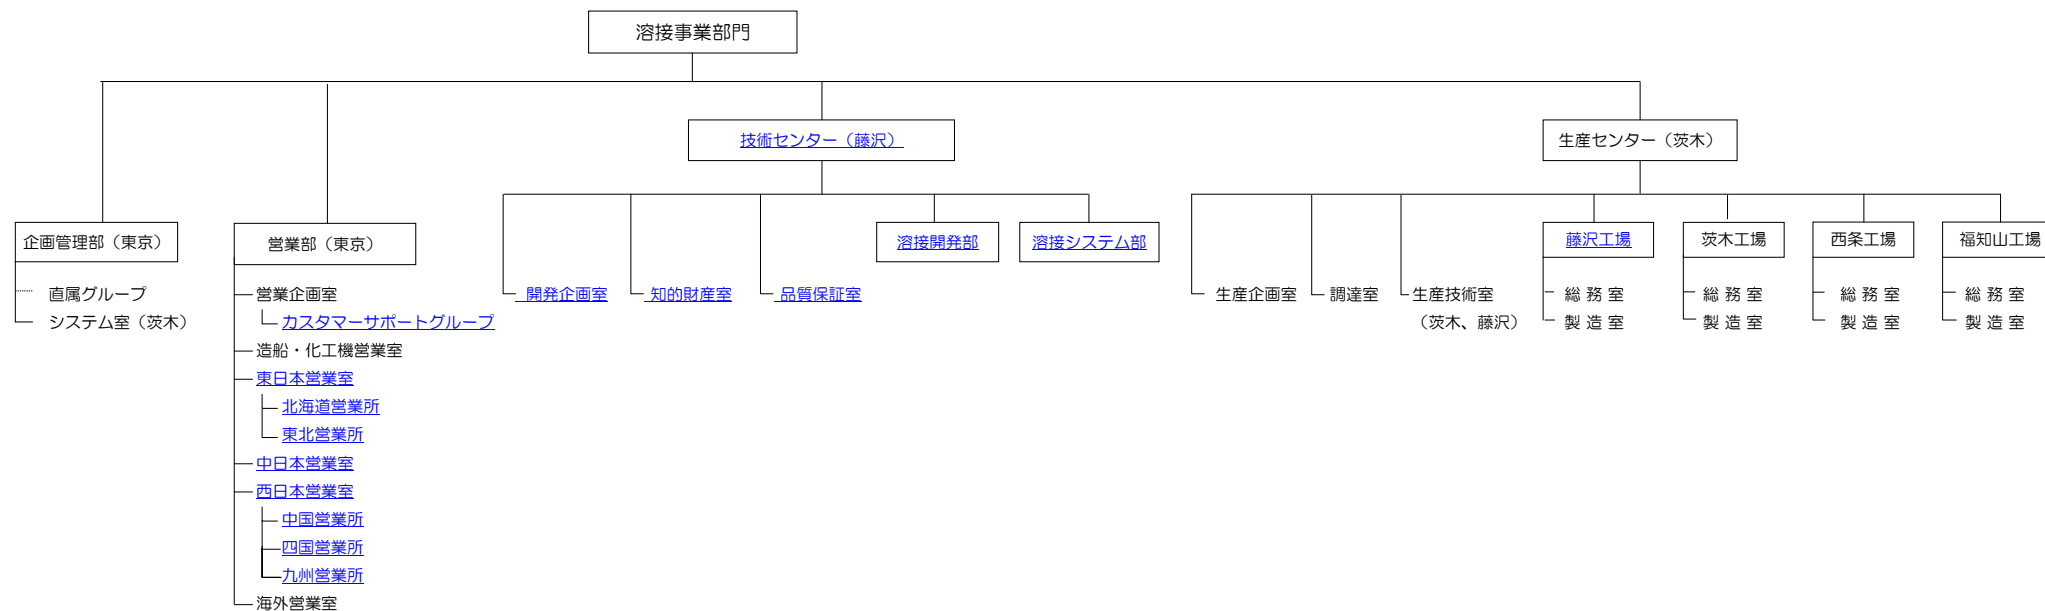 溶接事業部門
技術センター（藤沢）
生産センター（茨木）
企画管理部（東京）
直属グループ
システム室（茨木）
営業部（東京）
営業企画室
カスタマーサポートグループ
造船・化工機営業室
東日本営業室
北海道営業所
東北営業所
中日本営業室
西日本営業室
中国営業所
四国営業所
九州営業所
海外営業室
開発企画室
知的財産室
品質保証室
溶接開発部
溶接システム部
生産企画室
調達室
生産技術室
（茨木、藤沢）
藤沢工場
総 務 室
製 造 室
茨木工場
総 務 室
製 造 室
西条工場
総 務 室
製 造 室
福知山工場
総 務 室
製 造 室